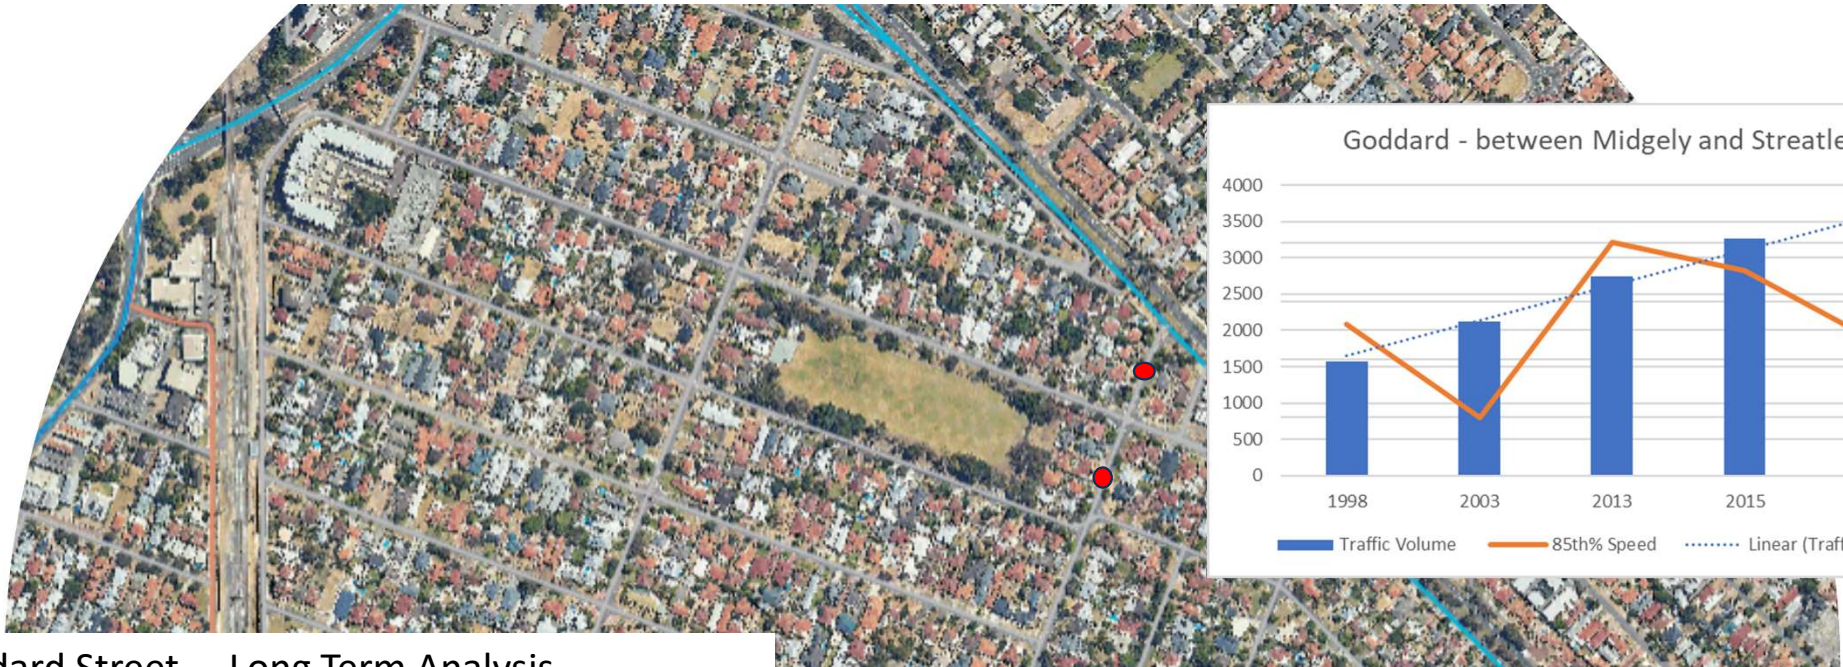 Goddard - between Midgely and Streatle
4000
3500
3000
2500
2000
1500
1000
500
0
1998 2003 2013 2015
Traffic Volume 85th% Speed Linear (Traff
dard Street – Long Term Analysis